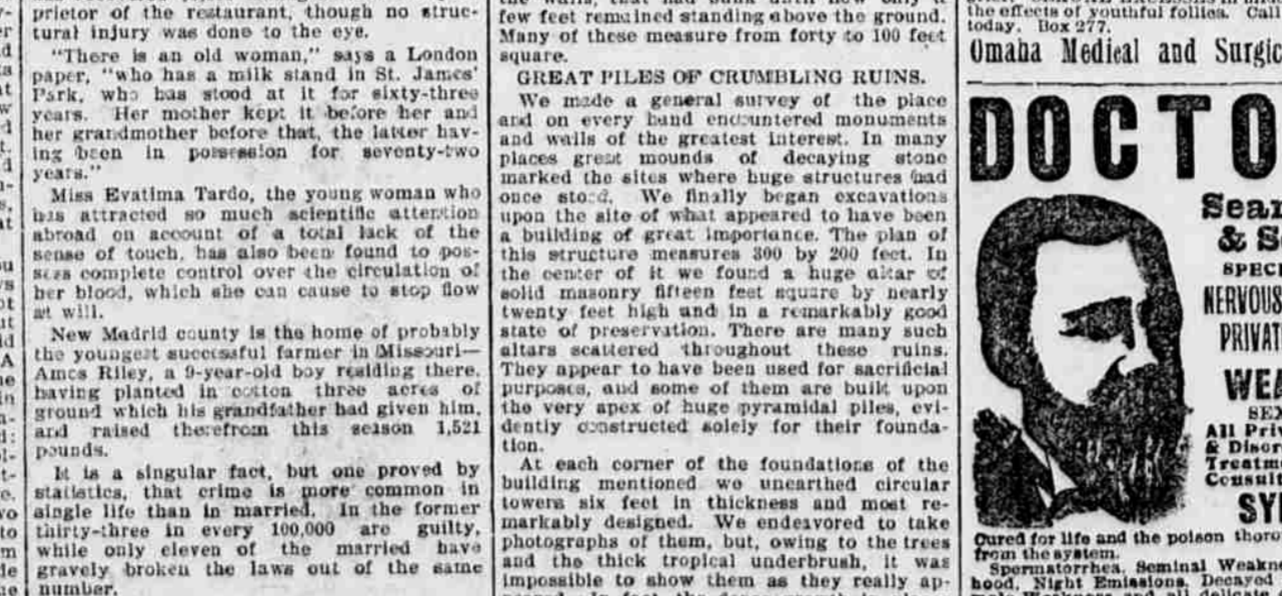 prietor of the restaurant, though no struc-
tural injury was done to the eye.
"There is an old woman," says a London
paper, "who has a milk stand in St. James'
Park, who has stood at it for sixty-three
years. Her mother kept it before her and
her grandmother before that, the latter hav-
ing been in possession for seventy-two
years."
Miss Evatima Tardo, the young woman who
has attracted so much scientific attention
abroad on account of a total lack of the
sense of touch, has also been found to pos-
sess complete control over the circulation of
her blood, which she can cause to stop flow
at will.
New Madrid county is the home of probably
the youngest successful farmer in Missouri—
Amos Riley, a 9-year-old boy residing there,
having planted in cotton three acres of
ground which his grandfather had given him,
and raised therefrom this season 1,521
pounds.
It is a singular fact, but one proved by
statistics, that crime is more common in
single life than in married. In the former
thirty-three in every 100,000 are guilty,
while only eleven of the married have
gravely broken the laws out of the same
number.
few feet remained standing above the ground.
Many of these measure from forty to 100 feet
square.
GREAT PILES OF CRUMBLING RUINS.
We made a general survey of the place
and on every hand encountered monuments
and walls of the greatest interest. In many
places great mounds of decaying stone
marked the sites where huge structures had
once stood. We finally began excavations
upon the site of what appeared to have been
a building of great importance. The plan of
this structure measures 300 by 200 feet. In
the center of it we found a huge altar of
solid masonry fifteen feet square by nearly
twenty feet high and in a remarkably good
state of preservation. There are many such
altars scattered throughout these ruins.
They appear to have been used for sacrificial
purposes, and some of them are built upon
the very apex of huge pyramidal piles, evi-
dently constructed solely for their founda-
tion.
At each corner of the foundations of the
building mentioned we unearthed circular
towers six feet in thickness and most re-
markably designed. We endeavored to take
photographs of them, but, owing to the trees
and the thick tropical underbrush, it was
impossible to show them as they really ap-
the effects of youthful follies. Call
today. Box 277.
Omaha Medical and Surgic
DOCTO
Sear
& S
SPECI
NERVOUS
PRIVAT
WEA
SEX
All Priv
& Disor
Treatm
Consult
SY
Cured for life and the poison thoro
from the system.
Spermatorrhea, Seminal Weakne
hood, Night Emissions, Decayed